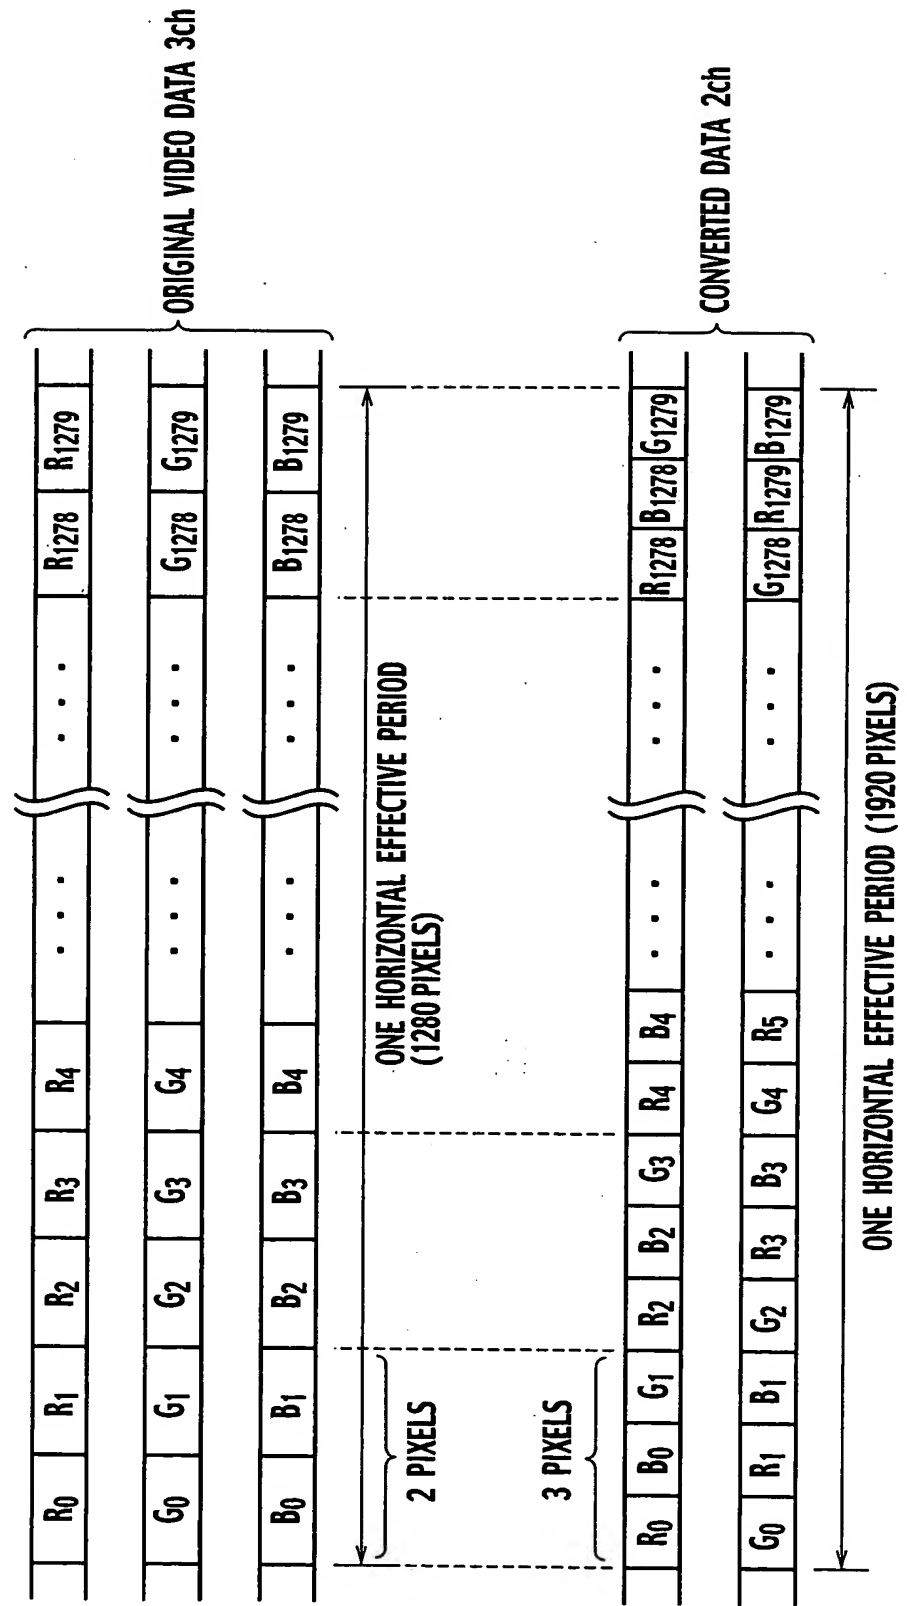 R0 R1 R2 R3 R4 . . . . . . R1278 R1279
G0 G1 G2 G3 G4 . . . . . . G1278 G1279
B0 B1 B2 B3 B4 . . . . . . B1278 B1279
ORIGINAL VIDEO DATA 3ch
2 PIXELS
ONE HORIZONTAL EFFECTIVE PERIOD
(1280 PIXELS)
3 PIXELS
R0 B0 G1 R2 B2 G3 R4 B4 . . . . . . R1278 B1278 G1279
G0 R1 B1 G2 R3 B3 G4 R5 . . . . . . G1278 R1279 B1279
CONVERTED DATA 2ch
ONE HORIZONTAL EFFECTIVE PERIOD (1920 PIXELS)